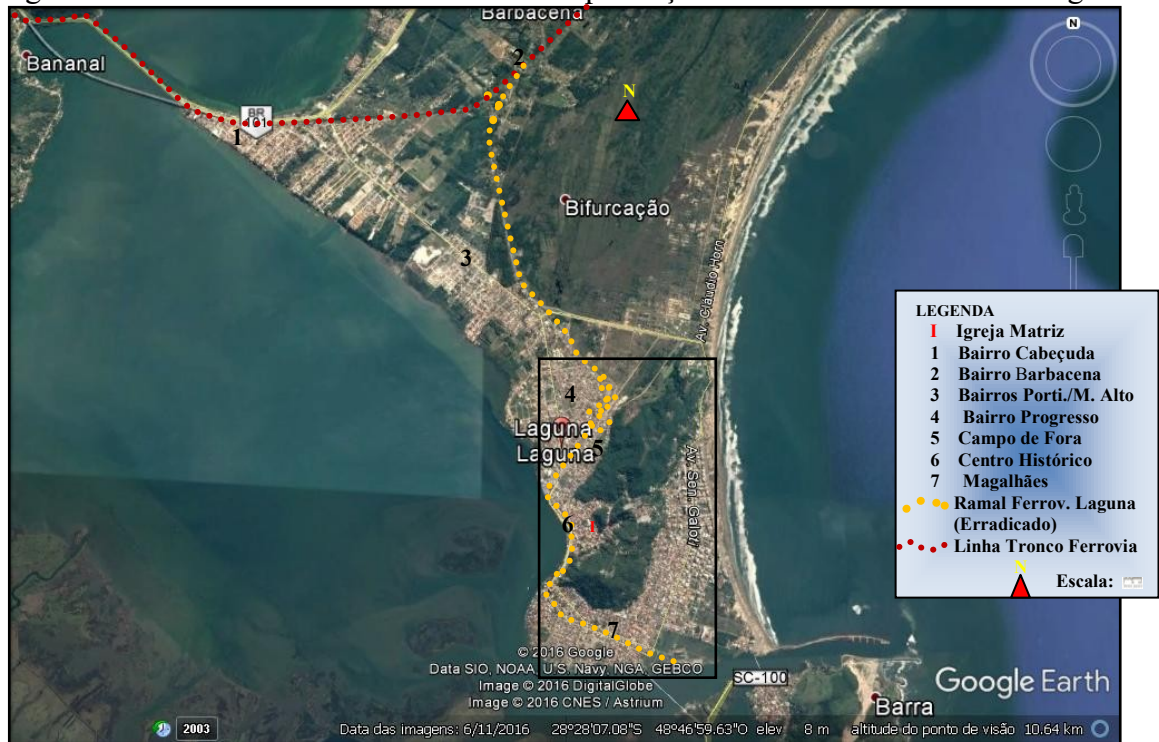 Barbacena
N
2
Bananal
N
BR
101
1
Bifurcação
3
Av. Claudio Horn
LEGENDA
I Igreja Matriz
1 Bairro Cabeçuda
2 Bairro Barbacena
3 Bairros Porti./M. Alto
4 Bairro Progresso
5 Campo de Fora
6 Centro Histórico
7 Magalhães
Ramal Ferrov. Laguna
(Erradicado)
Linha Tronco Ferrovia
N
Escala:
4
Laguna
Laguna
5
Av. Sen. Galotti
6
I
7
© 2016 Google
Data SIO, NOAA, U.S. Navy, NGA, GEBCO
Image © 2016 DigitalGlobe
Image © 2016 CNES / Astrium
SC-100
Google Earth
Barra
2003
Data das imagens: 6/11/2016 28°28'07.08"S 48°46'59.63"O elev 8 m altitude do ponto de visão 10.64 km